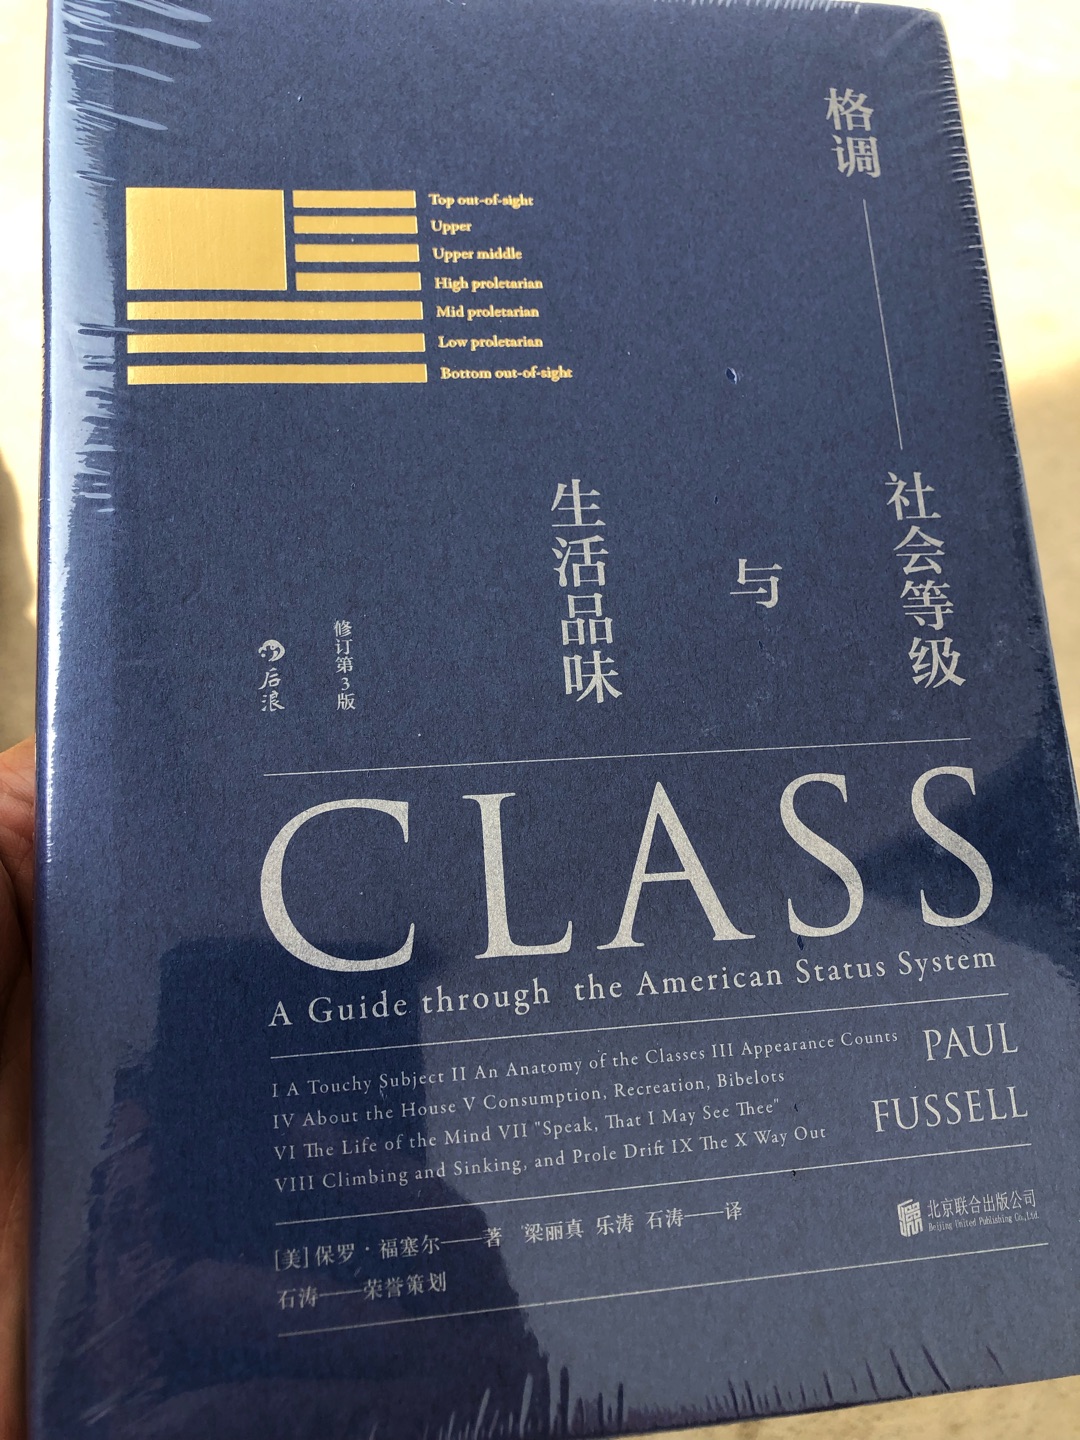 格调
社会等级
与
生活品味
Top out-of-sight
Upper
Upper middle
High proletarian
Mid proletarian
Low proletarian
Bottom out-of-sight
修订第3版
后浪
CLASS
A Guide through the American Status System
I A Touchy Subject II An Anatomy of the Classes III Appearance Counts
IV About the House V Consumption, Recreation, Bibelots
VI The Life of the Mind VII "Speak, That I May See Thee"
VIII Climbing and Sinking, and Prole Drift IX The X Way Out
PAUL
FUSSELL
[美]保罗·福塞尔——著 梁丽真 乐涛 石涛——译
石涛——荣誉策划
北京联合出版公司
Beijing United Publishing Co.,Ltd.